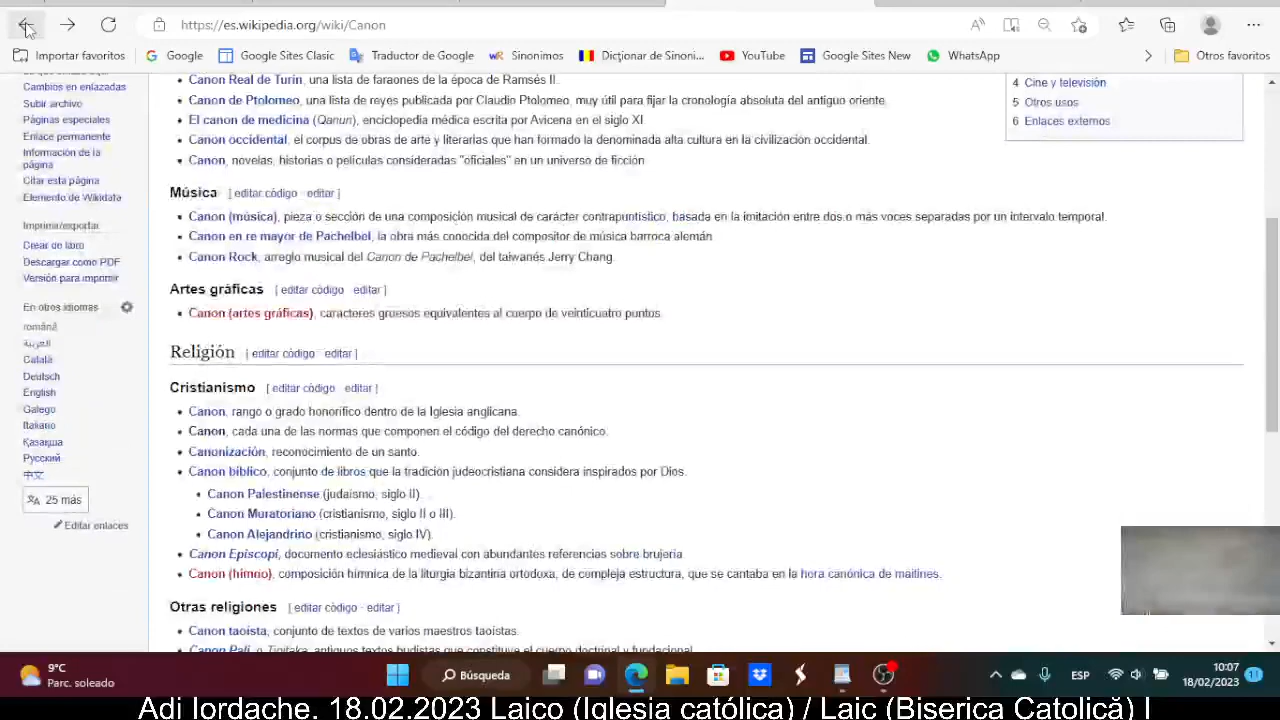 https://es.wikipedia.org/wiki/Canon
Importar favoritos
Google
Google Sites Clasic
Traductor de Google
Sinonimos
Dicţionar de Sinoni...
YouTube
Google Sites New
WhatsApp
Otros favoritos
Cambios en enlazadas
Subir archivo
Páginas especiales
Enlace permanente
Información de la
página
Citar esta página
Elemento de Wikidata
Imprimir/exportar
Crear un libro
Descargar como PDF
Versión para imprimir
En otros idiomas
română
العربية
Català
Deutsch
English
Galego
Italiano
Қазақша
Русский
中文
25 más
Editar enlaces
Canon Real de Turín, una lista de faraones de la época de Ramsés II.
Canon de Ptolomeo, una lista de reyes publicada por Claudio Ptolomeo, muy útil para fijar la cronología absoluta del antiguo oriente.
El canon de medicina (Qanun), enciclopedia médica escrita por Avicena en el siglo XI
Canon occidental, el corpus de obras de arte y literarias que han formado la denominada alta cultura en la civilización occidental.
Canon, novelas, historias o películas consideradas "oficiales" en un universo de ficción
4 Cine y televisión
5 Otros usos
6 Enlaces externos
Música [ editar código · editar ]
Canon (música), pieza o sección de una composición musical de carácter contrapuntístico, basada en la imitación entre dos o más voces separadas por un intervalo temporal.
Canon en re mayor de Pachelbel, la obra más conocida del compositor de música barroca alemán
Canon Rock, arreglo musical del Canon de Pachelbel, del taiwanés Jerry Chang.
Artes gráficas [ editar código · editar ]
Canon (artes gráficas), caracteres gruesos equivalentes al cuerpo de veinticuatro puntos.
Religión [ editar código · editar ]
Cristianismo [ editar código · editar ]
Canon, rango o grado honorífico dentro de la Iglesia anglicana.
Canon, cada una de las normas que componen el código del derecho canónico.
Canonización, reconocimiento de un santo.
Canon bíblico, conjunto de libros que la tradición judeocristiana considera inspirados por Dios.
Canon Palestinense (judaísmo, siglo II).
Canon Muratoriano (cristianismo, siglo II o III).
Canon Alejandrino (cristianismo, siglo IV).
Canon Episcopi, documento eclesiástico medieval con abundantes referencias sobre brujería
Canon (himno), composición hímnica de la liturgia bizantina ortodoxa, de compleja estructura, que se cantaba en la hora canónica de maitines.
Otras religiones [ editar código · editar ]
Canon taoísta, conjunto de textos de varios maestros taoístas.
Canon Pali, o Tipitaka, antiguos textos budistas que constituye el cuerpo doctrinal y fundacional
9°C
Parc. soleado
Búsqueda
ESP
10:07
18/02/2023
Adi Iordache. 18.02.2023 Laico (Iglesia católica) / Laic (Biserica Catolică) I